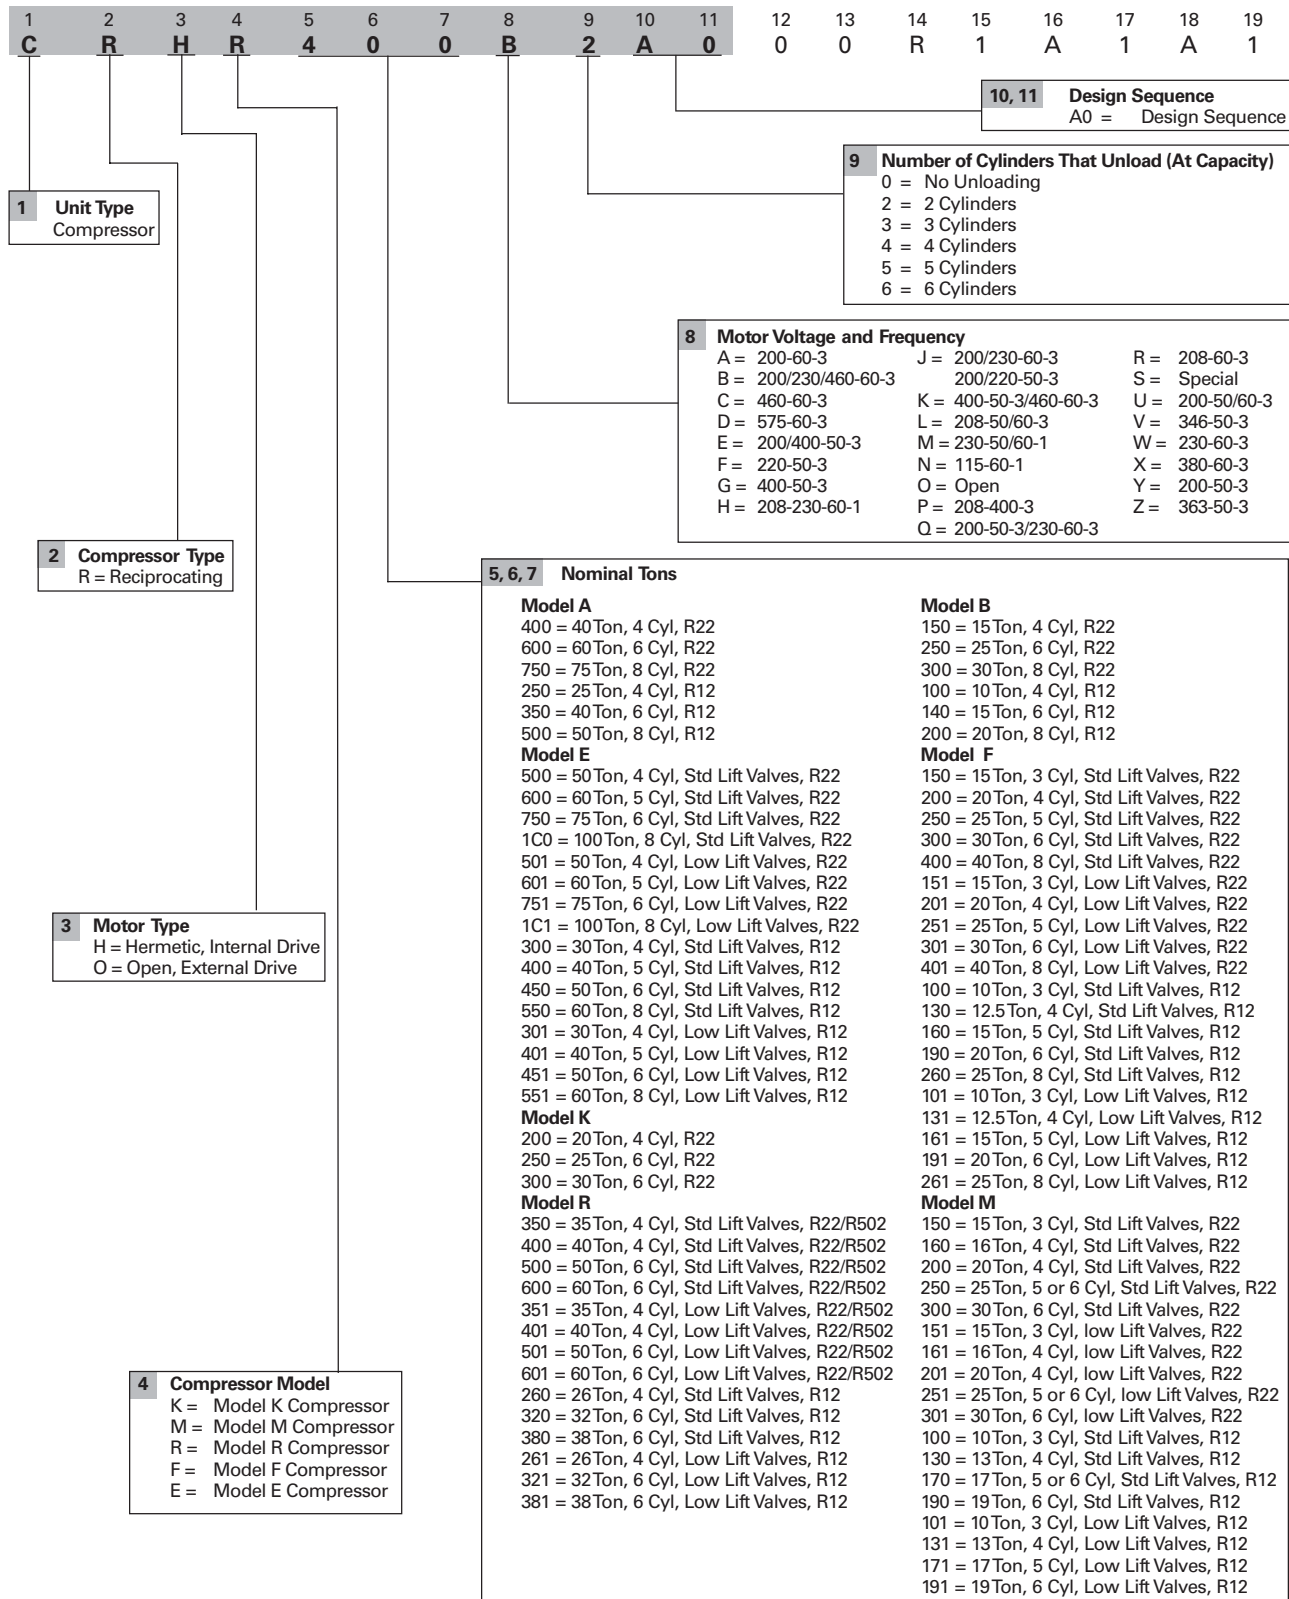 1 2 3 4 5 6 7 8 9 10 11 12 13 14 15 16 17 18 19
C R H R 4 0 0 B 2 A 0 0 0 R 1 A 1 A 1
10, 11 Design Sequence
A0 = Design Sequence
9 Number of Cylinders That Unload (At Capacity)
0 = No Unloading
2 = 2 Cylinders
3 = 3 Cylinders
4 = 4 Cylinders
5 = 5 Cylinders
6 = 6 Cylinders
1 Unit Type
Compressor
8 Motor Voltage and Frequency
A = 200-60-3 J = 200/230-60-3 R = 208-60-3
B = 200/230/460-60-3 200/220-50-3 S = Special
C = 460-60-3 K = 400-50-3/460-60-3 U = 200-50/60-3
D = 575-60-3 L = 208-50/60-3 V = 346-50-3
E = 200/400-50-3 M = 230-50/60-1 W = 230-60-3
F = 220-50-3 N = 115-60-1 X = 380-60-3
G = 400-50-3 O = Open Y = 200-50-3
H = 208-230-60-1 P = 208-400-3 Z = 363-50-3
Q = 200-50-3/230-60-3
2 Compressor Type
R = Reciprocating
3 Motor Type
H = Hermetic, Internal Drive
O = Open, External Drive
4 Compressor Model
K = Model K Compressor
M = Model M Compressor
R = Model R Compressor
F = Model F Compressor
E = Model E Compressor
5, 6, 7 Nominal Tons
Model A
400 = 40 Ton, 4 Cyl, R22
600 = 60 Ton, 6 Cyl, R22
750 = 75 Ton, 8 Cyl, R22
250 = 25 Ton, 4 Cyl, R12
350 = 40 Ton, 6 Cyl, R12
500 = 50 Ton, 8 Cyl, R12
Model E
500 = 50 Ton, 4 Cyl, Std Lift Valves, R22
600 = 60 Ton, 5 Cyl, Std Lift Valves, R22
750 = 75 Ton, 6 Cyl, Std Lift Valves, R22
1C0 = 100 Ton, 8 Cyl, Std Lift Valves, R22
501 = 50 Ton, 4 Cyl, Low Lift Valves, R22
601 = 60 Ton, 5 Cyl, Low Lift Valves, R22
751 = 75 Ton, 6 Cyl, Low Lift Valves, R22
1C1 = 100 Ton, 8 Cyl, Low Lift Valves, R22
300 = 30 Ton, 4 Cyl, Std Lift Valves, R12
400 = 40 Ton, 5 Cyl, Std Lift Valves, R12
450 = 50 Ton, 6 Cyl, Std Lift Valves, R12
550 = 60 Ton, 8 Cyl, Std Lift Valves, R12
301 = 30 Ton, 4 Cyl, Low Lift Valves, R12
401 = 40 Ton, 5 Cyl, Low Lift Valves, R12
451 = 50 Ton, 6 Cyl, Low Lift Valves, R12
551 = 60 Ton, 8 Cyl, Low Lift Valves, R12
Model K
200 = 20 Ton, 4 Cyl, R22
250 = 25 Ton, 6 Cyl, R22
300 = 30 Ton, 6 Cyl, R22
Model R
350 = 35 Ton, 4 Cyl, Std Lift Valves, R22/R502
400 = 40 Ton, 4 Cyl, Std Lift Valves, R22/R502
500 = 50 Ton, 6 Cyl, Std Lift Valves, R22/R502
600 = 60 Ton, 6 Cyl, Std Lift Valves, R22/R502
351 = 35 Ton, 4 Cyl, Low Lift Valves, R22/R502
401 = 40 Ton, 4 Cyl, Low Lift Valves, R22/R502
501 = 50 Ton, 6 Cyl, Low Lift Valves, R22/R502
601 = 60 Ton, 6 Cyl, Low Lift Valves, R22/R502
260 = 26 Ton, 4 Cyl, Std Lift Valves, R12
320 = 32 Ton, 6 Cyl, Std Lift Valves, R12
380 = 38 Ton, 6 Cyl, Std Lift Valves, R12
261 = 26 Ton, 4 Cyl, Low Lift Valves, R12
321 = 32 Ton, 6 Cyl, Low Lift Valves, R12
381 = 38 Ton, 6 Cyl, Low Lift Valves, R12
Model B
150 = 15 Ton, 4 Cyl, R22
250 = 25 Ton, 6 Cyl, R22
300 = 30 Ton, 8 Cyl, R22
100 = 10 Ton, 4 Cyl, R12
140 = 15 Ton, 6 Cyl, R12
200 = 20 Ton, 8 Cyl, R12
Model F
150 = 15 Ton, 3 Cyl, Std Lift Valves, R22
200 = 20 Ton, 4 Cyl, Std Lift Valves, R22
250 = 25 Ton, 5 Cyl, Std Lift Valves, R22
300 = 30 Ton, 6 Cyl, Std Lift Valves, R22
400 = 40 Ton, 8 Cyl, Std Lift Valves, R22
151 = 15 Ton, 3 Cyl, Low Lift Valves, R22
201 = 20 Ton, 4 Cyl, Low Lift Valves, R22
251 = 25 Ton, 5 Cyl, Low Lift Valves, R22
301 = 30 Ton, 6 Cyl, Low Lift Valves, R22
401 = 40 Ton, 8 Cyl, Low Lift Valves, R22
100 = 10 Ton, 3 Cyl, Std Lift Valves, R12
130 = 12.5 Ton, 4 Cyl, Std Lift Valves, R12
160 = 15 Ton, 5 Cyl, Std Lift Valves, R12
190 = 20 Ton, 6 Cyl, Std Lift Valves, R12
260 = 25 Ton, 8 Cyl, Std Lift Valves, R12
101 = 10 Ton, 3 Cyl, Low Lift Valves, R12
131 = 12.5 Ton, 4 Cyl, Low Lift Valves, R12
161 = 15 Ton, 5 Cyl, Low Lift Valves, R12
191 = 20 Ton, 6 Cyl, Low Lift Valves, R12
261 = 25 Ton, 8 Cyl, Low Lift Valves, R12
Model M
150 = 15 Ton, 3 Cyl, Std Lift Valves, R22
160 = 16 Ton, 4 Cyl, Std Lift Valves, R22
200 = 20 Ton, 4 Cyl, Std Lift Valves, R22
250 = 25 Ton, 5 or 6 Cyl, Std Lift Valves, R22
300 = 30 Ton, 6 Cyl, Std Lift Valves, R22
151 = 15 Ton, 3 Cyl, low Lift Valves, R22
161 = 16 Ton, 4 Cyl, low Lift Valves, R22
201 = 20 Ton, 4 Cyl, low Lift Valves, R22
251 = 25 Ton, 5 or 6 Cyl, low Lift Valves, R22
301 = 30 Ton, 6 Cyl, low Lift Valves, R22
100 = 10 Ton, 3 Cyl, Std Lift Valves, R12
130 = 13 Ton, 4 Cyl, Std Lift Valves, R12
170 = 17 Ton, 5 or 6 Cyl, Std Lift Valves, R12
190 = 19 Ton, 6 Cyl, Std Lift Valves, R12
101 = 10 Ton, 3 Cyl, Low Lift Valves, R12
131 = 13 Ton, 4 Cyl, Low Lift Valves, R12
171 = 17 Ton, 5 Cyl, Low Lift Valves, R12
191 = 19 Ton, 6 Cyl, Low Lift Valves, R12